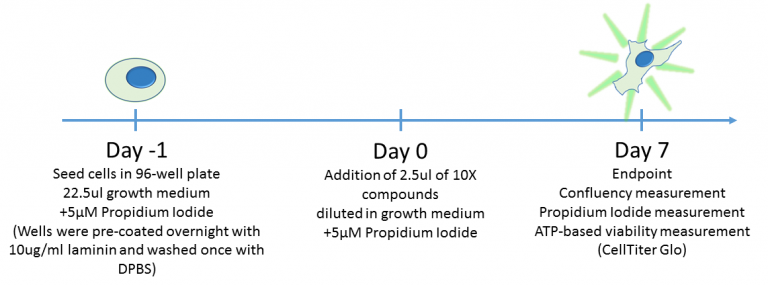 Day -1
Seed cells in 96-well plate
22.5ul growth medium
+5μM Propidium Iodide
(Wells were pre-coated overnight with
10ug/ml laminin and washed once with
DPBS)
Day 0
Addition of 2.5ul of 10X
compounds
diluted in growth medium
+5μM Propidium Iodide
Day 7
Endpoint
Confluency measurement
Propidium Iodide measurement
ATP-based viability measurement
(CellTiter Glo)